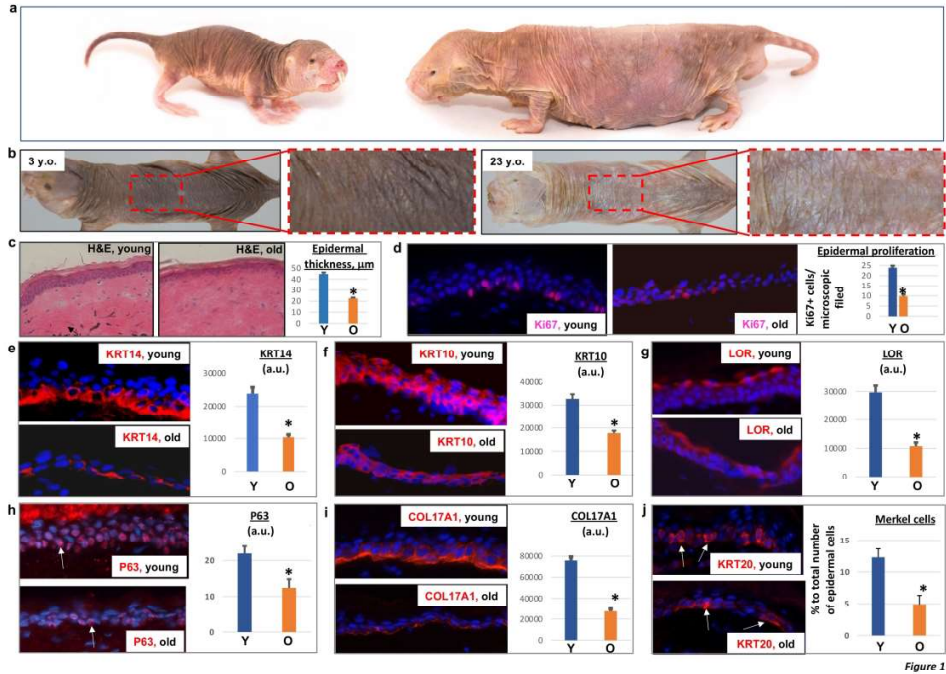 a
b
3 y.o.
23 y.o.
c
H&E, young
H&E, old
Epidermal
thickness, µm
50
40
30
20
10
0
*
Y
O
d
Ki67, young
Ki67, old
Epidermal proliferation
Ki67+ cells/
microscopic
filed
25
20
15
10
5
0
*
Y O
e
KRT14, young
KRT14, old
KRT14
(a.u.)
30000
20000
10000
0
*
Y
O
f
KRT10, young
KRT10, old
KRT10
(a.u.)
40000
30000
20000
10000
0
*
Y
O
g
LOR, young
LOR, old
LOR
(a.u.)
30000
20000
10000
0
*
Y
O
h
P63, young
P63, old
P63
(a.u.)
20
10
0
*
Y
O
i
COL17A1, young
COL17A1, old
COL17A1
(a.u.)
80000
60000
40000
20000
0
*
Y
O
j
KRT20, young
KRT20, old
Merkel cells
% to total number
of epidermal cells
15
10
5
0
*
Y
O
Figure 1